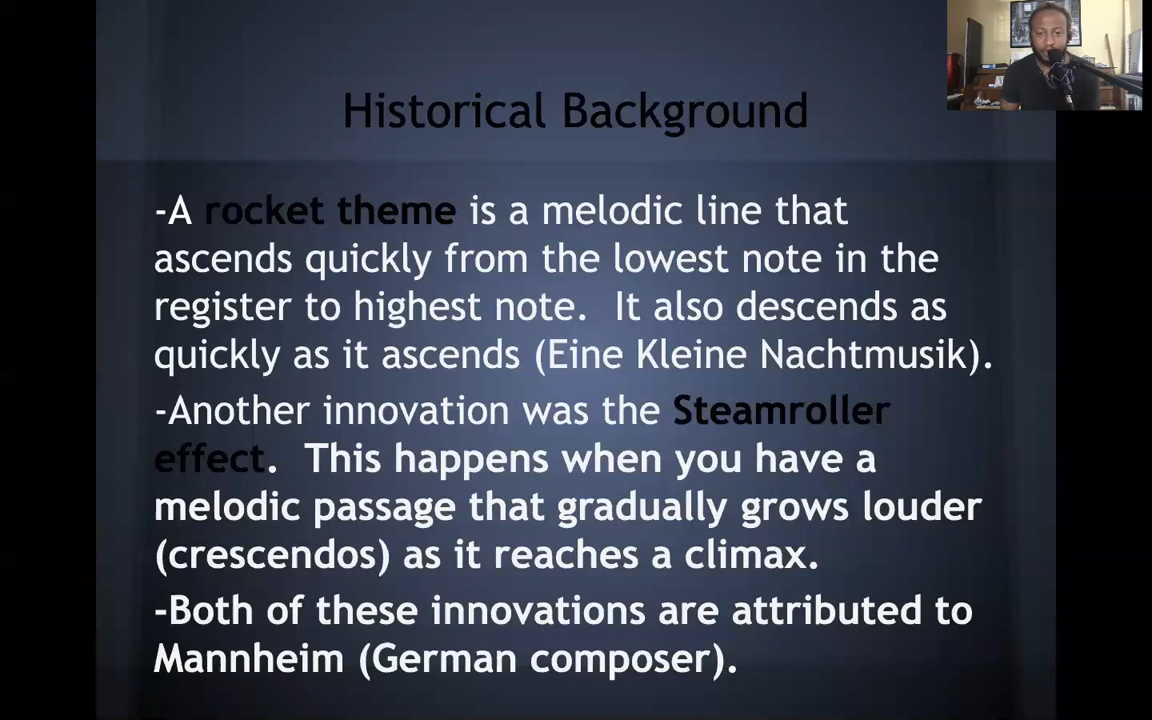 Historical Background
-A rocket theme is a melodic line that
ascends quickly from the lowest note in the
register to highest note.  It also descends as
quickly as it ascends (Eine Kleine Nachtmusik).
-Another innovation was the Steamroller
effect.  This happens when you have a
melodic passage that gradually grows louder
(crescendos) as it reaches a climax.
-Both of these innovations are attributed to
Mannheim (German composer).